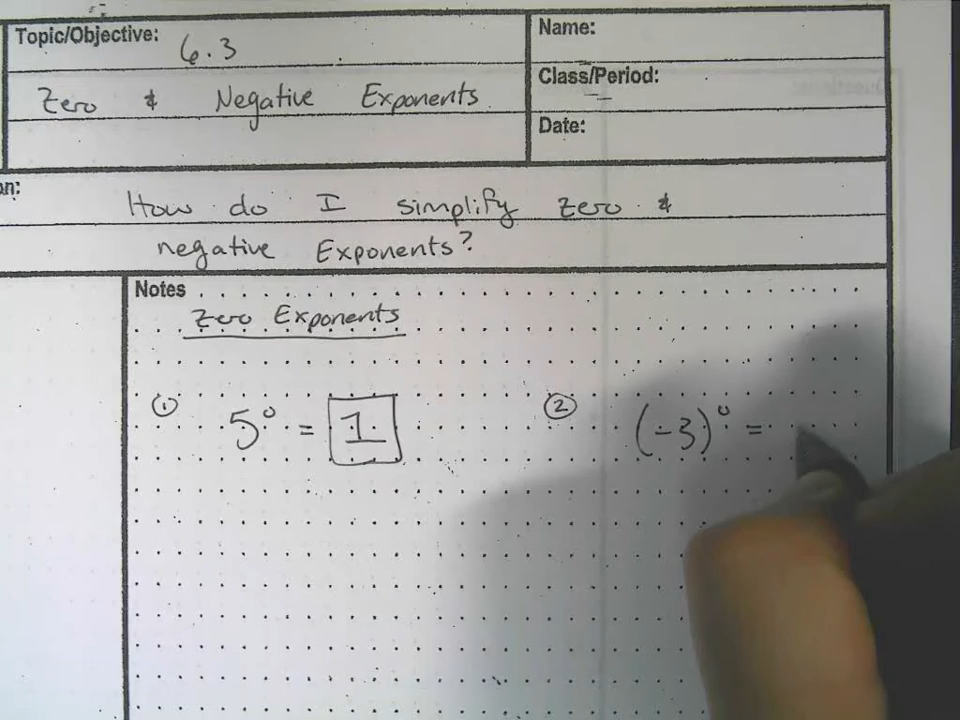 Topic/Objective: 6.3
Zero & Negative Exponents
Name:
Class/Period:
Date:
on:
How do I simplify zero &
negative Exponents?
Notes
Zero Exponents
① 5⁰ = 1
② (-3)⁰ =